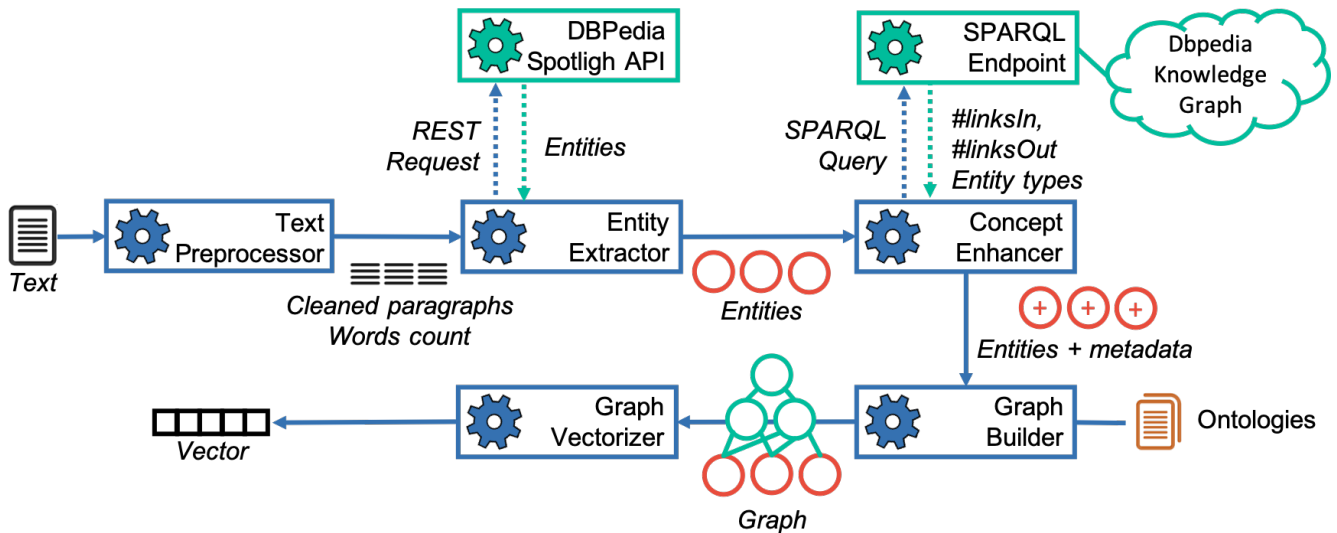 DBPedia
Spotligh API
SPARQL
Endpoint
Dbpedia
Knowledge
Graph
REST
Request
Entities
SPARQL
Query
#linksIn,
#linksOut
Entity types
Text
Text
Preprocessor
Cleaned paragraphs
Words count
Entity
Extractor
Entities
Concept
Enhancer
Entities + metadata
Vector
Graph
Vectorizer
Graph
Graph
Builder
Ontologies